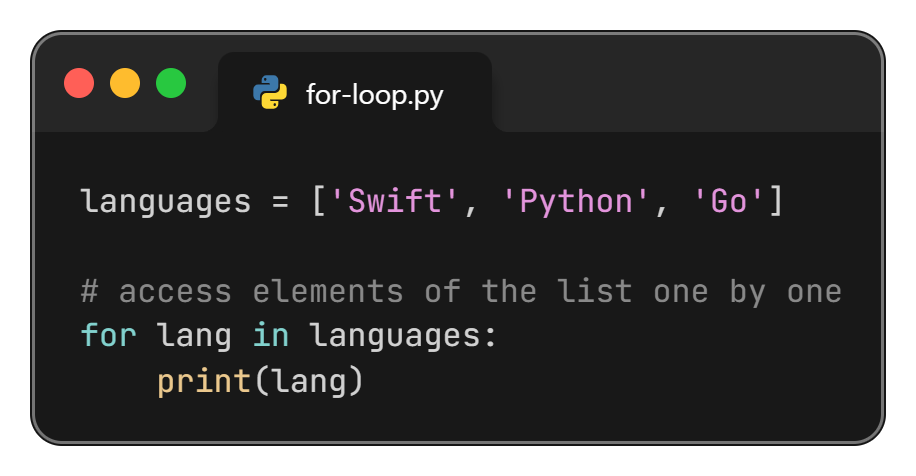 for-loop.py
languages = ['Swift', 'Python', 'Go']
# access elements of the list one by one
for lang in languages:
    print(lang)